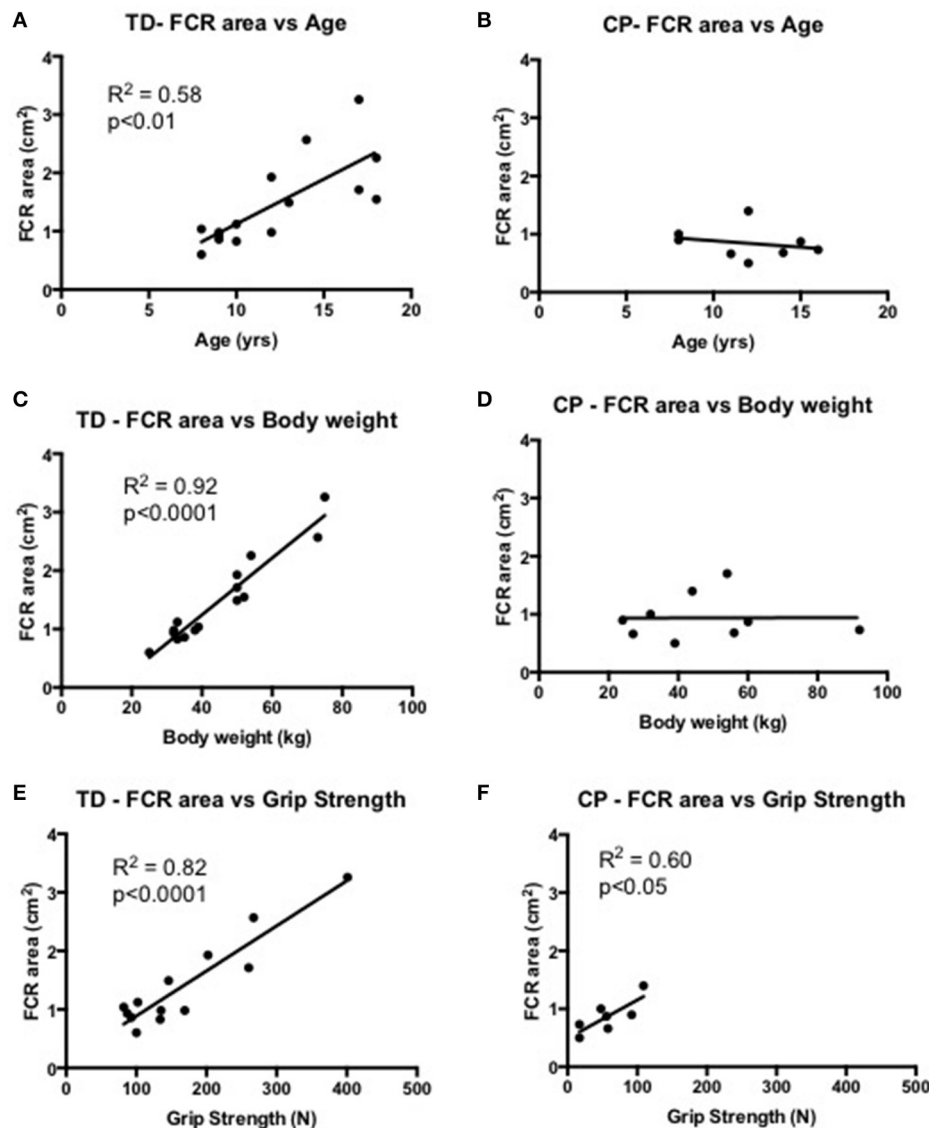 A
TD- FCR area vs Age
FCR area (cm²)
4
3
2
1
0
R² = 0.58
p<0.01
0 5 10 15 20
Age (yrs)
B
CP- FCR area vs Age
FCR area (cm²)
4
3
2
1
0
0 5 10 15 20
Age (yrs)
C
TD - FCR area vs Body weight
FCR area (cm²)
4
3
2
1
0
R² = 0.92
p<0.0001
0 20 40 60 80 100
Body weight (kg)
D
CP - FCR area vs Body weight
FCR area (cm²)
4
3
2
1
0
0 20 40 60 80 100
Body weight (kg)
E
TD - FCR area vs Grip Strength
FCR area (cm²)
4
3
2
1
0
R² = 0.82
p<0.0001
0 100 200 300 400 500
Grip Strength (N)
F
CP - FCR area vs Grip Strength
FCR area (cm²)
4
3
2
1
0
R² = 0.60
p<0.05
0 100 200 300 400 500
Grip Strength (N)